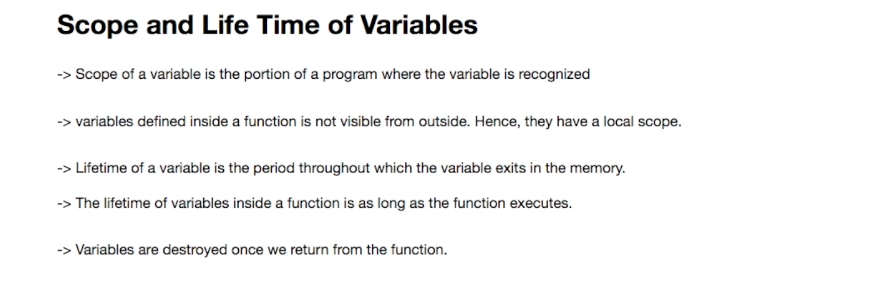 Scope and Life Time of Variables
-> Scope of a variable is the portion of a program where the variable is recognized
-> variables defined inside a function is not visible from outside. Hence, they have a local scope.
-> Lifetime of a variable is the period throughout which the variable exits in the memory.
-> The lifetime of variables inside a function is as long as the function executes.
-> Variables are destroyed once we return from the function.